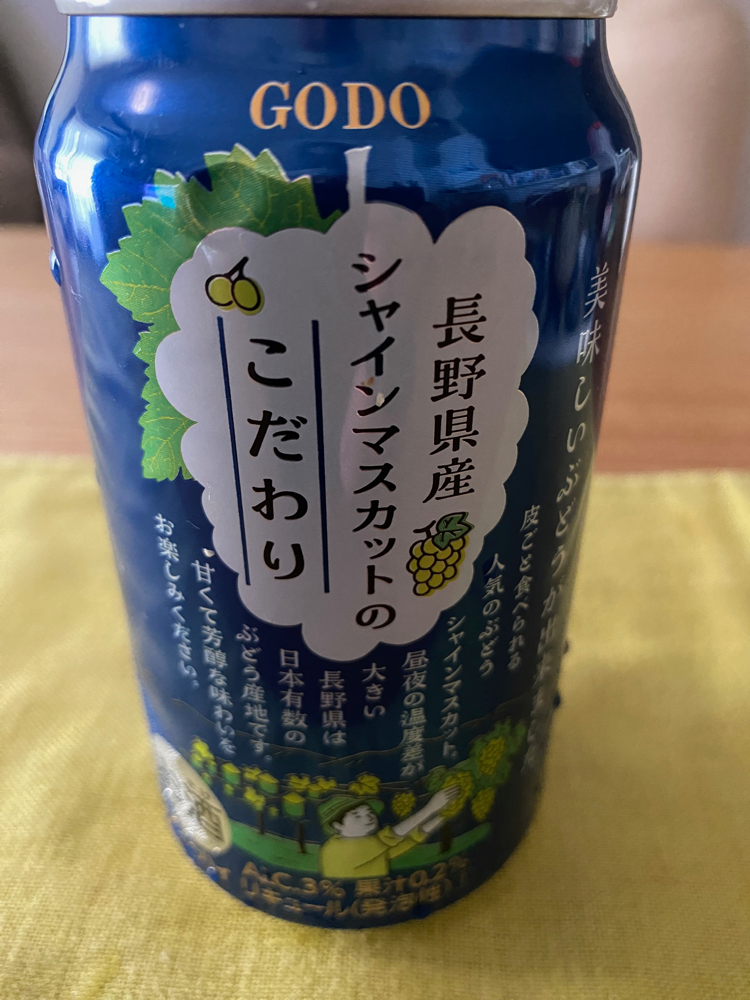 GODO
長野県産
シャインマスカットの
こだわり
美味しいぶどうが出
皮ごと食べられる
人気のぶどう
シャインマスカット。
昼夜の温度差が
大きい
長野県は
日本有数の
ぶどう産地です。
甘くて芳醇な味わいを
お楽しみください。
酒
ALC.3% 果汁0.2%
リキュール(発泡性)